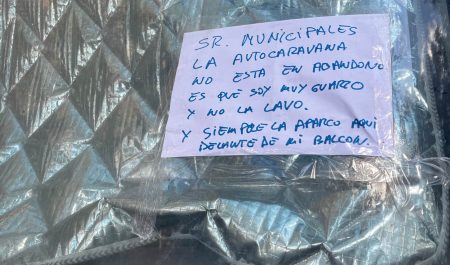 SR. MUNICIPALES
LA AUTOCARAVANA
NO ESTA EN ABANDONO
ES QUE SOY MUY GUARRO
Y NO LA LAVO.
Y SIEMPRE LA APARCO AQUI
DELANTE DE MI BALCON.